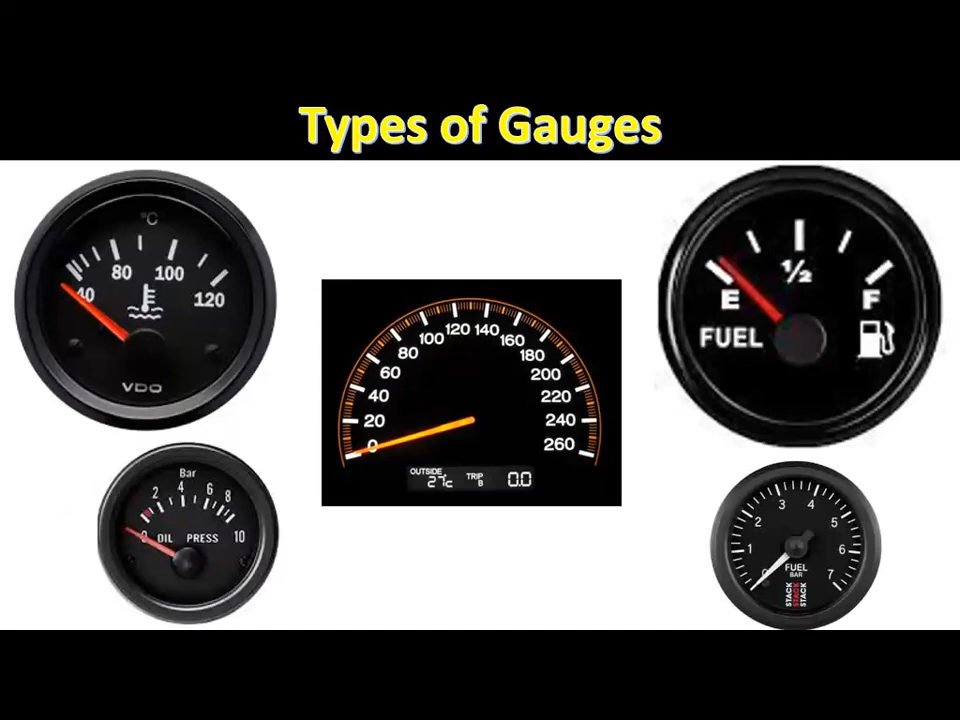 Types of Gauges
°C
40 80 100 120
VDO
E 1/2 F
FUEL
0 20 40 60 80 100 120 140 160 180 200 220 240 260
OUTSIDE 27°C TRIP B 0.0
Bar
0 2 4 6 8 10
OIL PRESS
0 1 2 3 4 5 6 7
FUEL
BAR
STACK
STACK
STACK